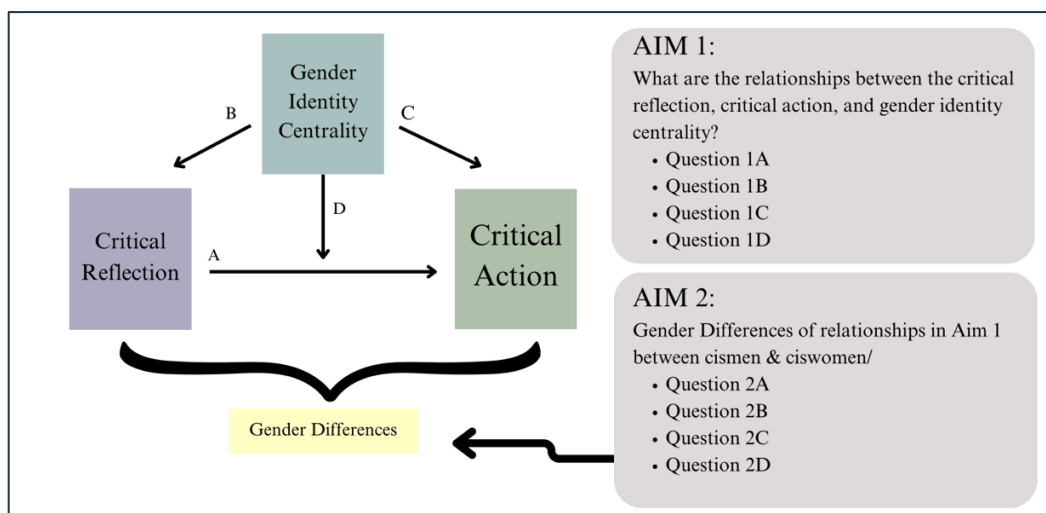 Gender
Identity
Centrality
B
C
D
Critical
Reflection
A
Critical
Action
Gender Differences
AIM 1:
What are the relationships between the critical
reflection, critical action, and gender identity
centrality?
• Question 1A
• Question 1B
• Question 1C
• Question 1D
AIM 2:
Gender Differences of relationships in Aim 1
between cismen & ciswomen/
• Question 2A
• Question 2B
• Question 2C
• Question 2D